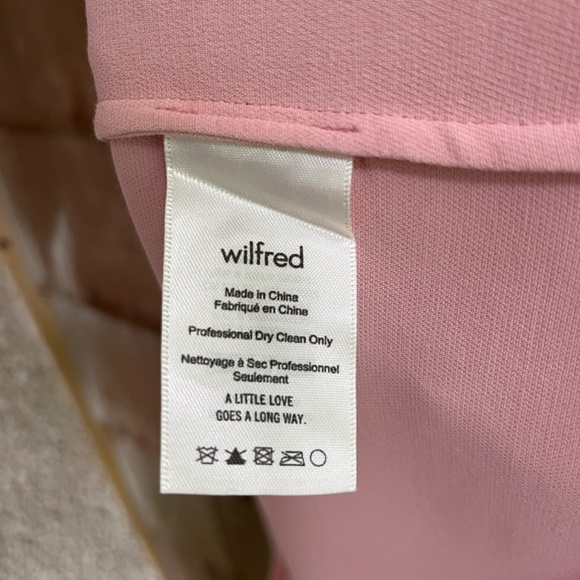 wilfred
Made in China
Fabriqué en Chine
Professional Dry Clean Only
Nettoyage à Sec Professionnel
Seulement
A LITTLE LOVE
GOES A LONG WAY.